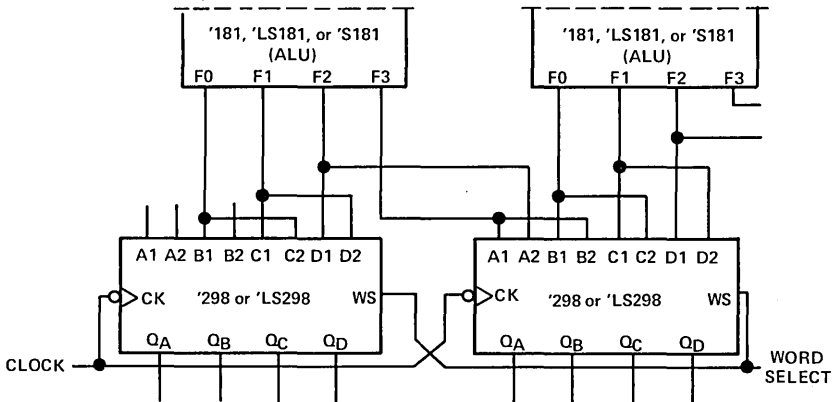 '181, 'LS181, or 'S181
(ALU)
F0 F1 F2 F3
'181, 'LS181, or 'S181
(ALU)
F0 F1 F2 F3
A1 A2 B1 B2 C1 C2 D1 D2
CK '298 or 'LS298 WS
QA QB QC QD
A1 A2 B1 B2 C1 C2 D1 D2
CK '298 or 'LS298 WS
QA QB QC QD
CLOCK
WORD
SELECT